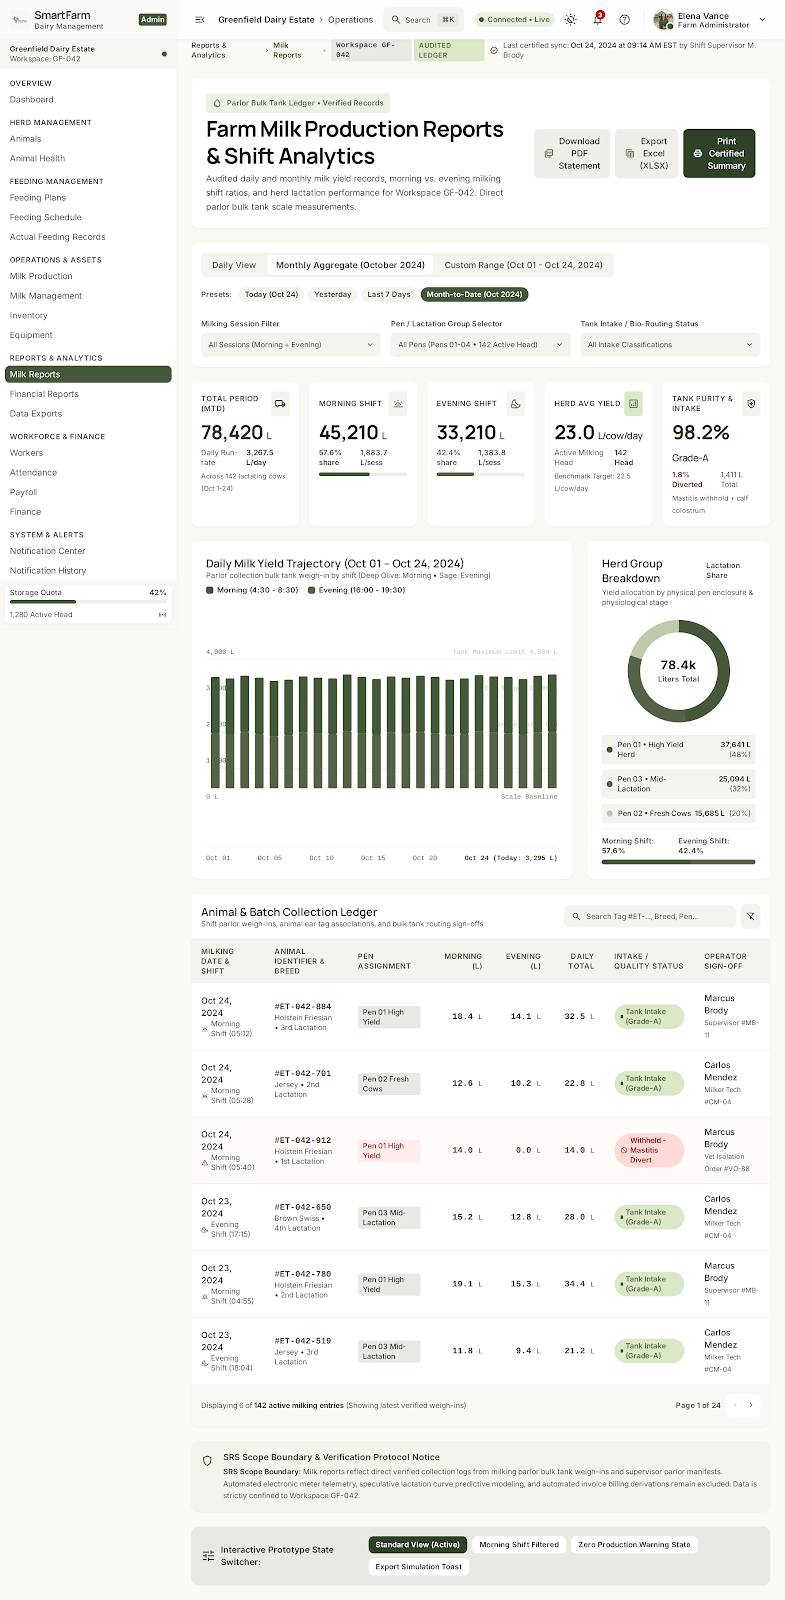 SmartFarm
Dairy Management
Admin
Greenfield Dairy Estate
Workspace: GF-042
OVERVIEW
Dashboard
HERD MANAGEMENT
Animals
Animal Health
FEEDING MANAGEMENT
Feeding Plans
Feeding Schedule
Actual Feeding Records
OPERATIONS & ASSETS
Milk Production
Milk Management
Inventory
Equipment
REPORTS & ANALYTICS
Milk Reports
Financial Reports
Data Exports
WORKFORCE & FINANCE
Workers
Attendance
Payroll
Finance
SYSTEM & ALERTS
Notification Center
Notification History
Storage Quota 42%
1,280 Active Head
Greenfield Dairy Estate › Operations
Search ⌘K
Connected • Live
3
Elena Vance
Farm Administrator
Reports & Analytics › Milk Reports
Workspace GF-042
AUDITED LEDGER
Last certified sync: Oct 24, 2024 at 09:14 AM EST by Shift Supervisor M. Brody
Parlor Bulk Tank Ledger • Verified Records
Farm Milk Production Reports
& Shift Analytics
Audited daily and monthly milk yield records, morning vs. evening milking
shift ratios, and herd lactation performance for Workspace GF-042. Direct
parlor bulk tank scale measurements.
Download PDF Statement
Export Excel (XLSX)
Print Certified Summary
Daily View
Monthly Aggregate (October 2024)
Custom Range (Oct 01 - Oct 24, 2024)
Presets:
Today (Oct 24)
Yesterday
Last 7 Days
Month-to-Date (Oct 2024)
Milking Session Filter
All Sessions (Morning + Evening)
Pen / Lactation Group Selector
All Pens (Pens 01-04 • 142 Active Head)
Tank Intake / Bio-Routing Status
All Intake Classifications
TOTAL PERIOD (MTD)
78,420 L
Daily Run-rate 3,267.5 L/day
Across 142 lactating cows (Oct 1-24)
MORNING SHIFT
45,210 L
57.6% share 1,883.7 L/sess
EVENING SHIFT
33,210 L
42.4% share 1,383.8 L/sess
HERD AVG YIELD
23.0 L/cow/day
Active Milking Head 142 Head
Benchmark Target: 22.5 L/cow/day
TANK PURITY & INTAKE
98.2%
Grade-A
1.8% Diverted 1,411 L Total
Mastitis withhold + calf colostrum
Daily Milk Yield Trajectory (Oct 01 – Oct 24, 2024)
Parlor collection bulk tank weigh-in by shift (Deep Olive: Morning • Sage: Evening)
Morning (4:30 - 8:30)
Evening (16:00 - 19:30)
4,000 L
Tank Maximum Limit 4,500 L
0 L
Scale Baseline
Oct 01 Oct 05 Oct 10 Oct 15 Oct 20 Oct 24 (Today: 3,295 L)
Herd Group Breakdown
Lactation Share
Yield allocation by physical pen enclosure & physiological stage
78.4k
Liters Total
Pen 01 • High Yield Herd 37,641 L (48%)
Pen 03 • Mid-Lactation 25,094 L (32%)
Pen 02 • Fresh Cows 15,685 L (20%)
Morning Shift: 57.6%
Evening Shift: 42.4%
Animal & Batch Collection Ledger
Shift parlor weigh-ins, animal ear tag associations, and bulk tank routing sign-offs
Search Tag #ET-..., Breed, Pen...
MILKING DATE & SHIFT
ANIMAL IDENTIFIER & BREED
PEN ASSIGNMENT
MORNING (L)
EVENING (L)
DAILY TOTAL
INTAKE / QUALITY STATUS
OPERATOR SIGN-OFF
Oct 24, 2024 Morning Shift (05:12) #ET-042-884 Holstein Friesian • 3rd Lactation Pen 01 High Yield 18.4 L 14.1 L 32.5 L Tank Intake (Grade-A) Marcus Brody Supervisor #MB-11
Oct 24, 2024 Morning Shift (05:28) #ET-042-701 Jersey • 2nd Lactation Pen 02 Fresh Cows 12.6 L 10.2 L 22.8 L Tank Intake (Grade-A) Carlos Mendez Milker Tech #CM-04
Oct 24, 2024 Morning Shift (05:40) #ET-042-912 Holstein Friesian • 1st Lactation Pen 01 High Yield 14.0 L 0.0 L 14.0 L Withheld - Mastitis Divert Marcus Brody Vet Isolation Order #VO-88
Oct 23, 2024 Evening Shift (17:15) #ET-042-650 Brown Swiss • 4th Lactation Pen 03 Mid-Lactation 15.2 L 12.8 L 28.0 L Tank Intake (Grade-A) Carlos Mendez Milker Tech #CM-04
Oct 23, 2024 Morning Shift (04:55) #ET-042-780 Holstein Friesian • 2nd Lactation Pen 01 High Yield 19.1 L 15.3 L 34.4 L Tank Intake (Grade-A) Marcus Brody Supervisor #MB-11
Oct 23, 2024 Evening Shift (18:04) #ET-042-519 Jersey • 3rd Lactation Pen 03 Mid-Lactation 11.8 L 9.4 L 21.2 L Tank Intake (Grade-A) Carlos Mendez Milker Tech #CM-04
Displaying 6 of 142 active milking entries (Showing latest verified weigh-ins)
Page 1 of 24
SRS Scope Boundary & Verification Protocol Notice
SRS Scope Boundary: Milk reports reflect direct verified collection logs from milking parlor bulk tank weigh-ins and supervisor parlor manifests.
Automated electronic meter telemetry, speculative lactation curve predictive modeling, and automated invoice billing derivations remain excluded. Data is
strictly confined to Workspace GF-042.
Interactive Prototype State Switcher:
Standard View (Active)
Morning Shift Filtered
Zero Production Warning State
Export Simulation Toast